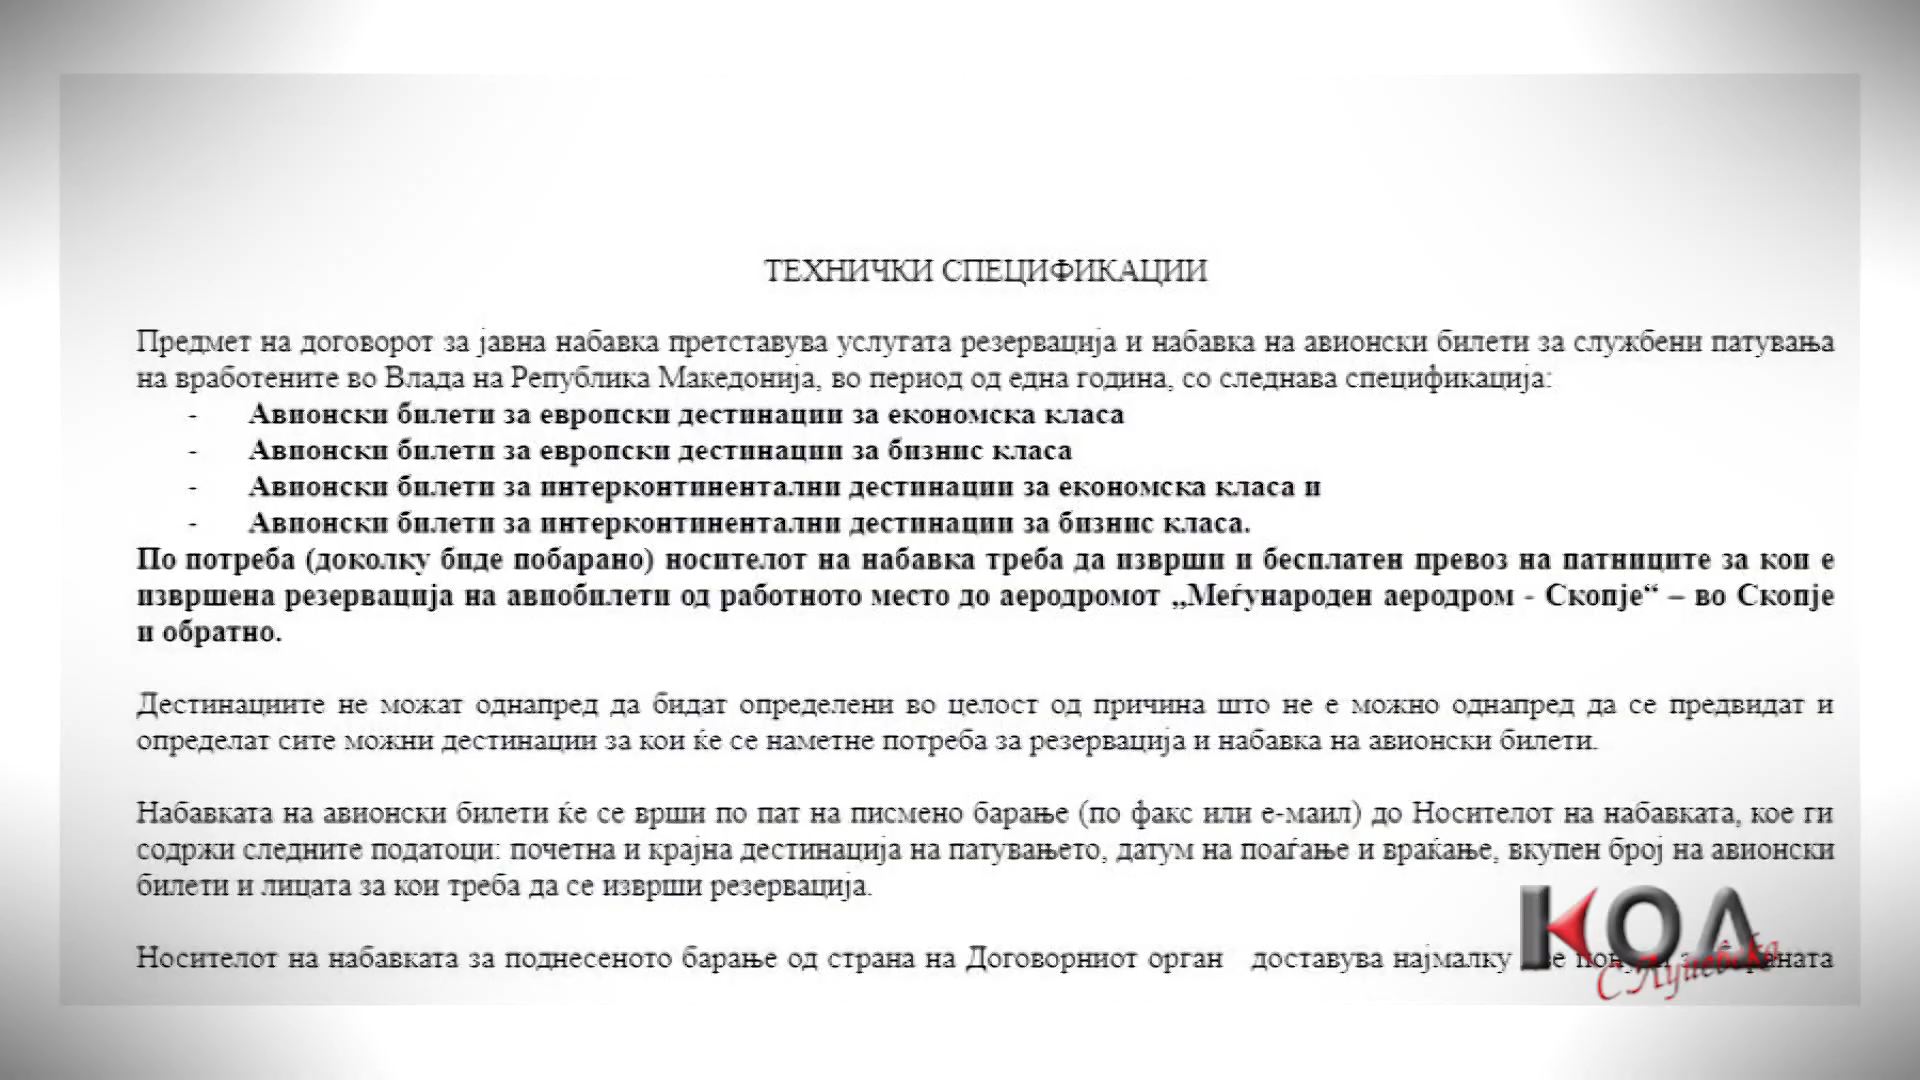 ТЕХНИЧКИ СПЕЦИФИКАЦИИ
Предмет на договорот за јавна набавка претставува услугата резервација и набавка на авионски билети за службени патувања
на вработените во Влада на Република Македонија, во период од една година, со следнава спецификација:
- Авионски билети за европски дестинации за економска класа
- Авионски билети за европски дестинации за бизнис класа
- Авионски билети за интерконтинентални дестинации за економска класа и
- Авионски билети за интерконтинентални дестинации за бизнис класа.
По потреба (доколку биде побарано) носителот на набавка треба да изврши и бесплатен превоз на патниците за кои е
извршена резервација на авиобилети од работното место до аеродромот „Меѓународен аеродром - Скопје“ – во Скопје
и обратно.
Дестинациите не можат однапред да бидат определени во целост од причина што не е можно однапред да се предвидат и
определат сите можни дестинации за кои ќе се наметне потреба за резервација и набавка на авионски билети.
Набавката на авионски билети ќе се врши по пат на писмено барање (по факс или е-маил) до Носителот на набавката, кое ги
содржи следните податоци: почетна и крајна дестинација на патувањето, датум на поаѓање и враќање, вкупен број на авионски
билети и лицата за кои треба да се изврши резервација.
Носителот на набавката за поднесеното барање од страна на Договорниот орган доставува најмалку
КОД